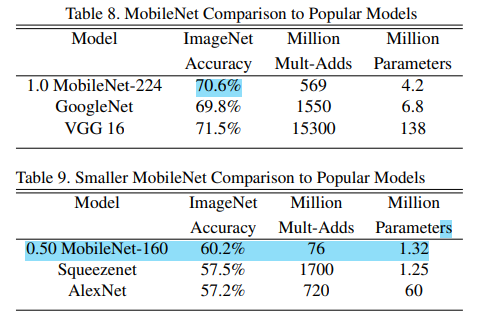 Table 8. MobileNet Comparison to Popular Models
Model ImageNet Million Million
Accuracy Mult-Adds Parameters
1.0 MobileNet-224 70.6% 569 4.2
GoogleNet 69.8% 1550 6.8
VGG 16 71.5% 15300 138
Table 9. Smaller MobileNet Comparison to Popular Models
Model ImageNet Million Million
Accuracy Mult-Adds Parameters
0.50 MobileNet-160 60.2% 76 1.32
Squeezenet 57.5% 1700 1.25
AlexNet 57.2% 720 60